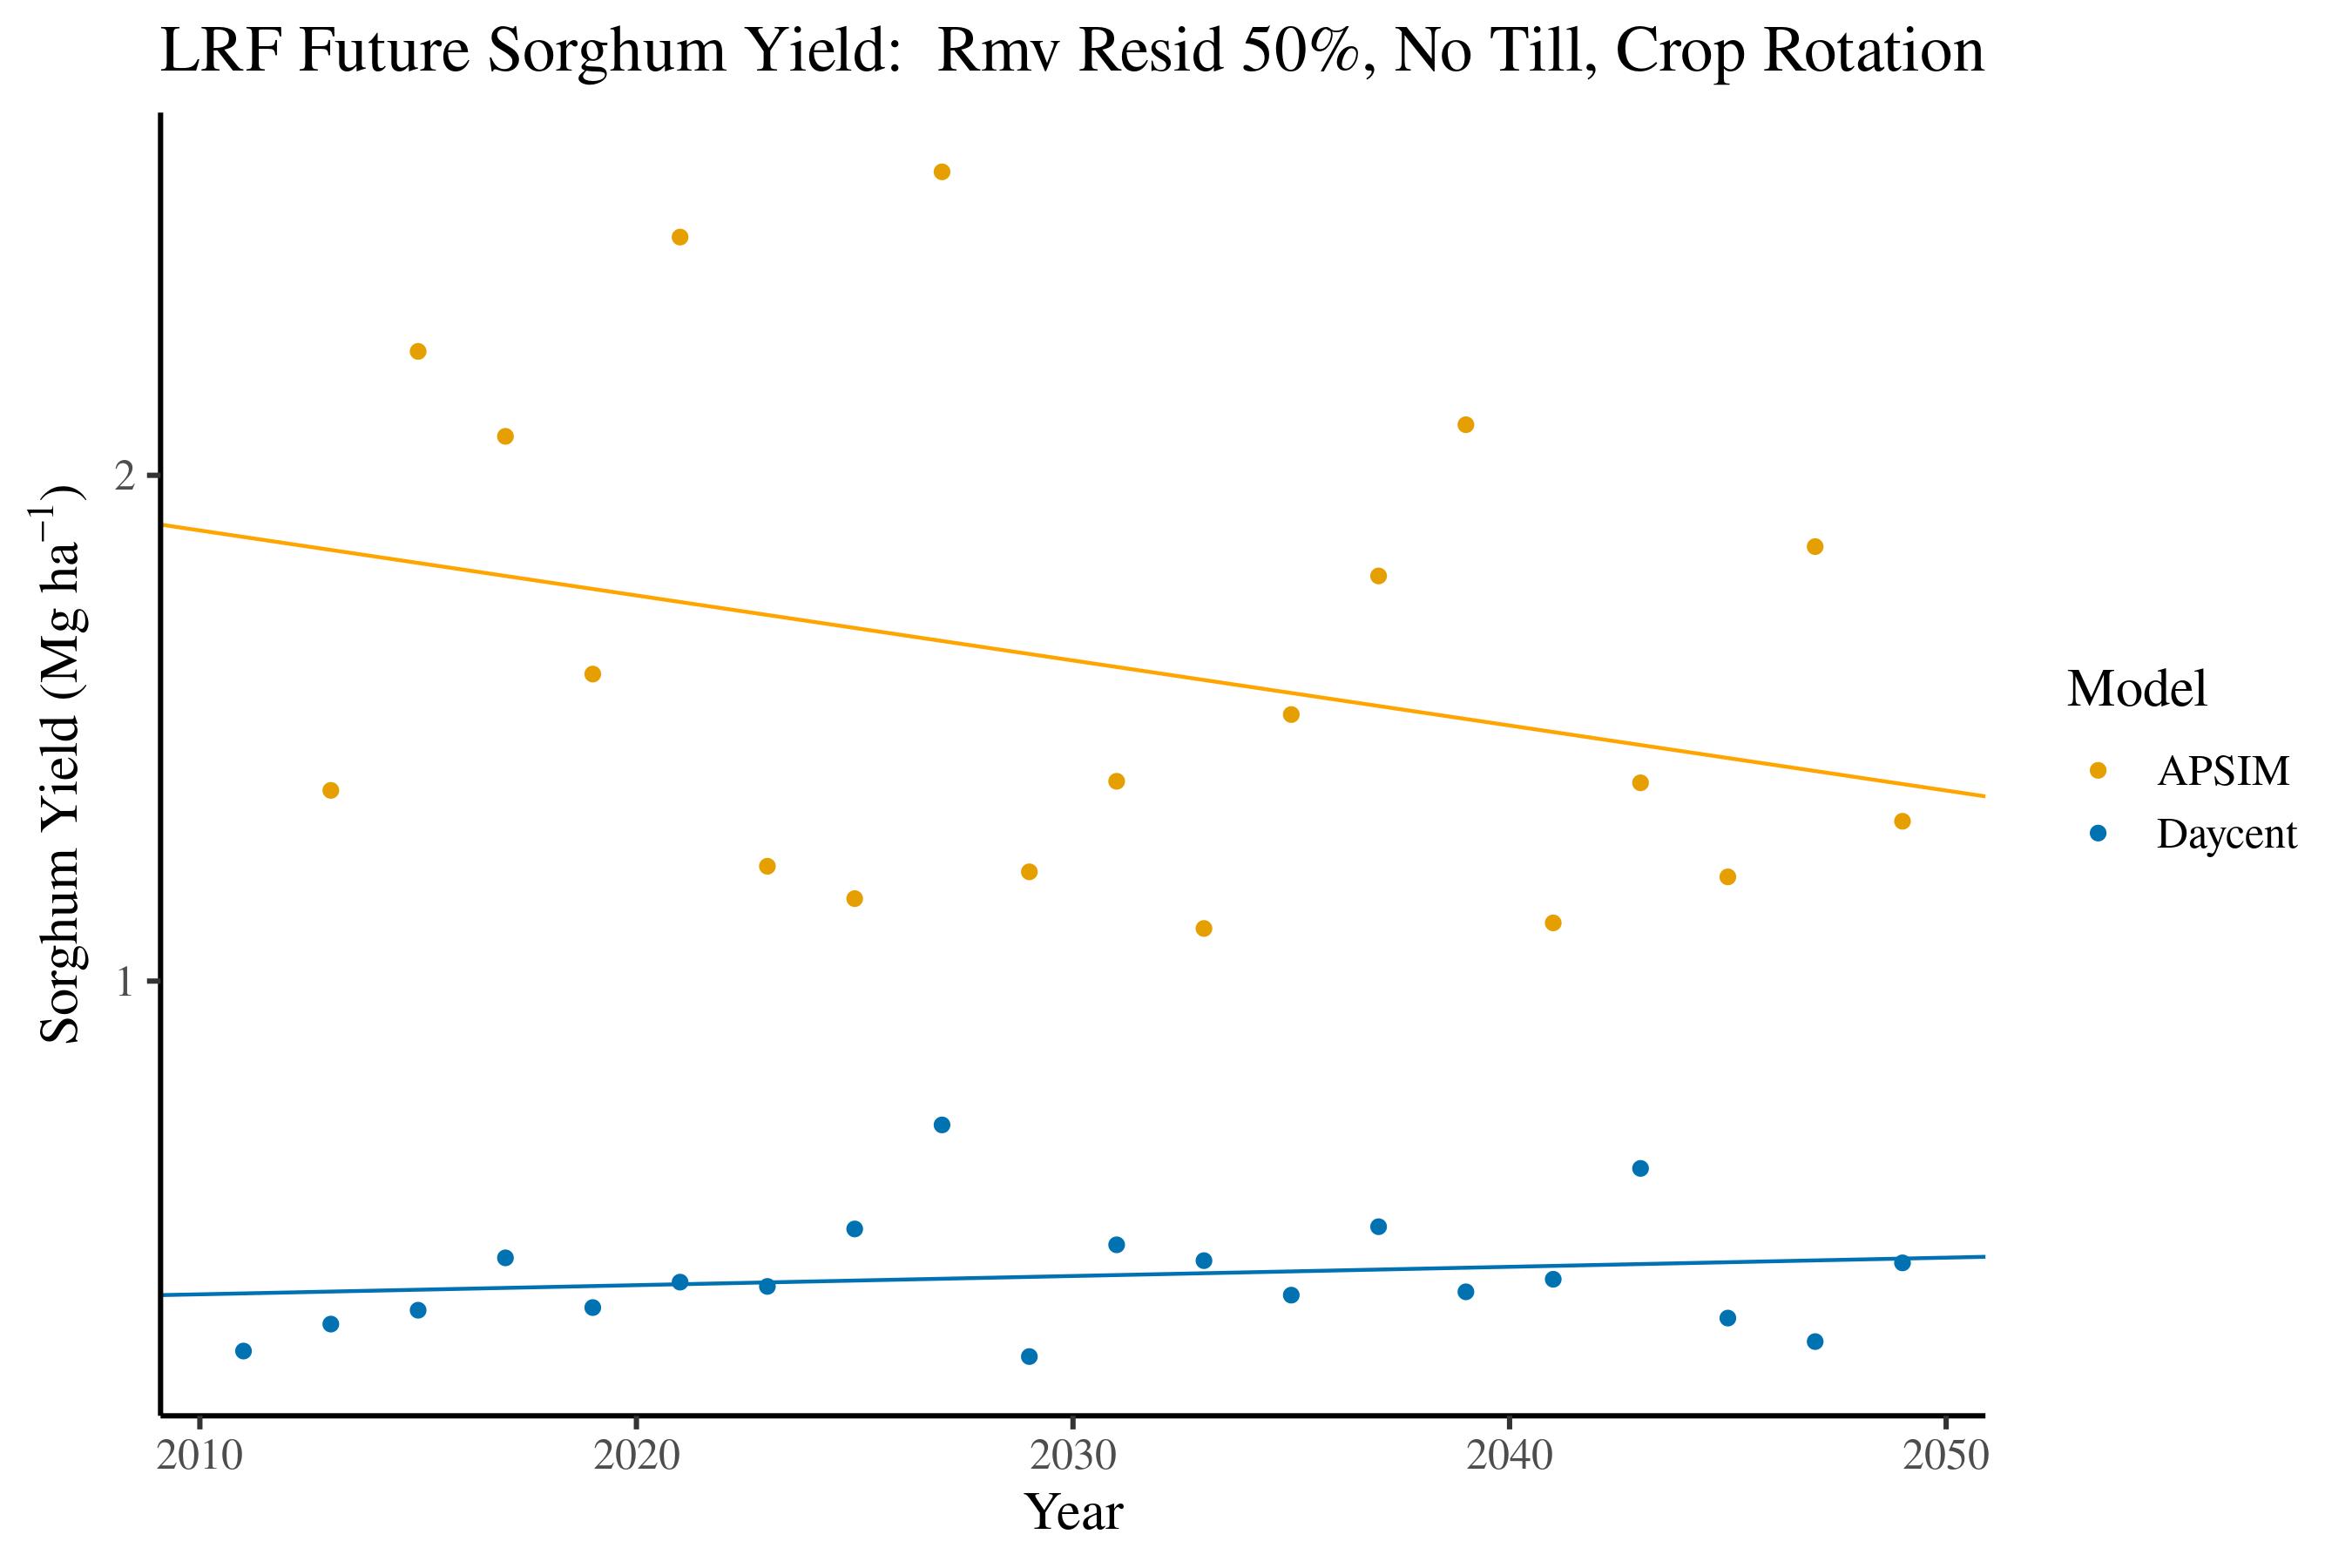 LRF Future Sorghum Yield:  Rmv Resid 50%, No Till, Crop Rotation
Sorghum Yield (Mg ha⁻¹)
2
1
2010 2020 2030 2040 2050
Year
Model
APSIM
Daycent